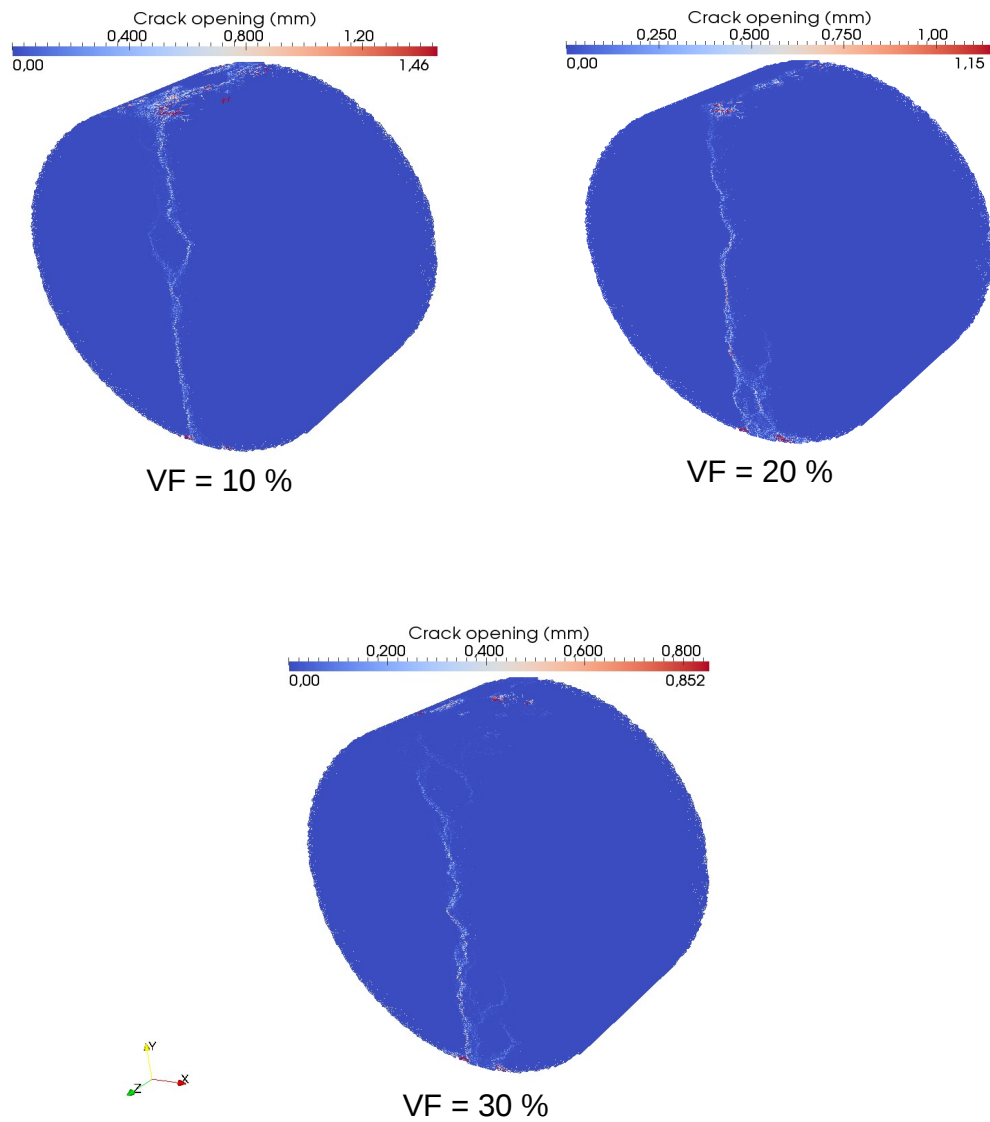 Crack opening (mm)
0,400 0,800 1,20
0,00 1,46
VF = 10 %
Crack opening (mm)
0,250 0,500 0,750 1,00
0,00 1,15
VF = 20 %
Crack opening (mm)
0,200 0,400 0,600 0,800
0,00 0,852
Y
Z X
VF = 30 %